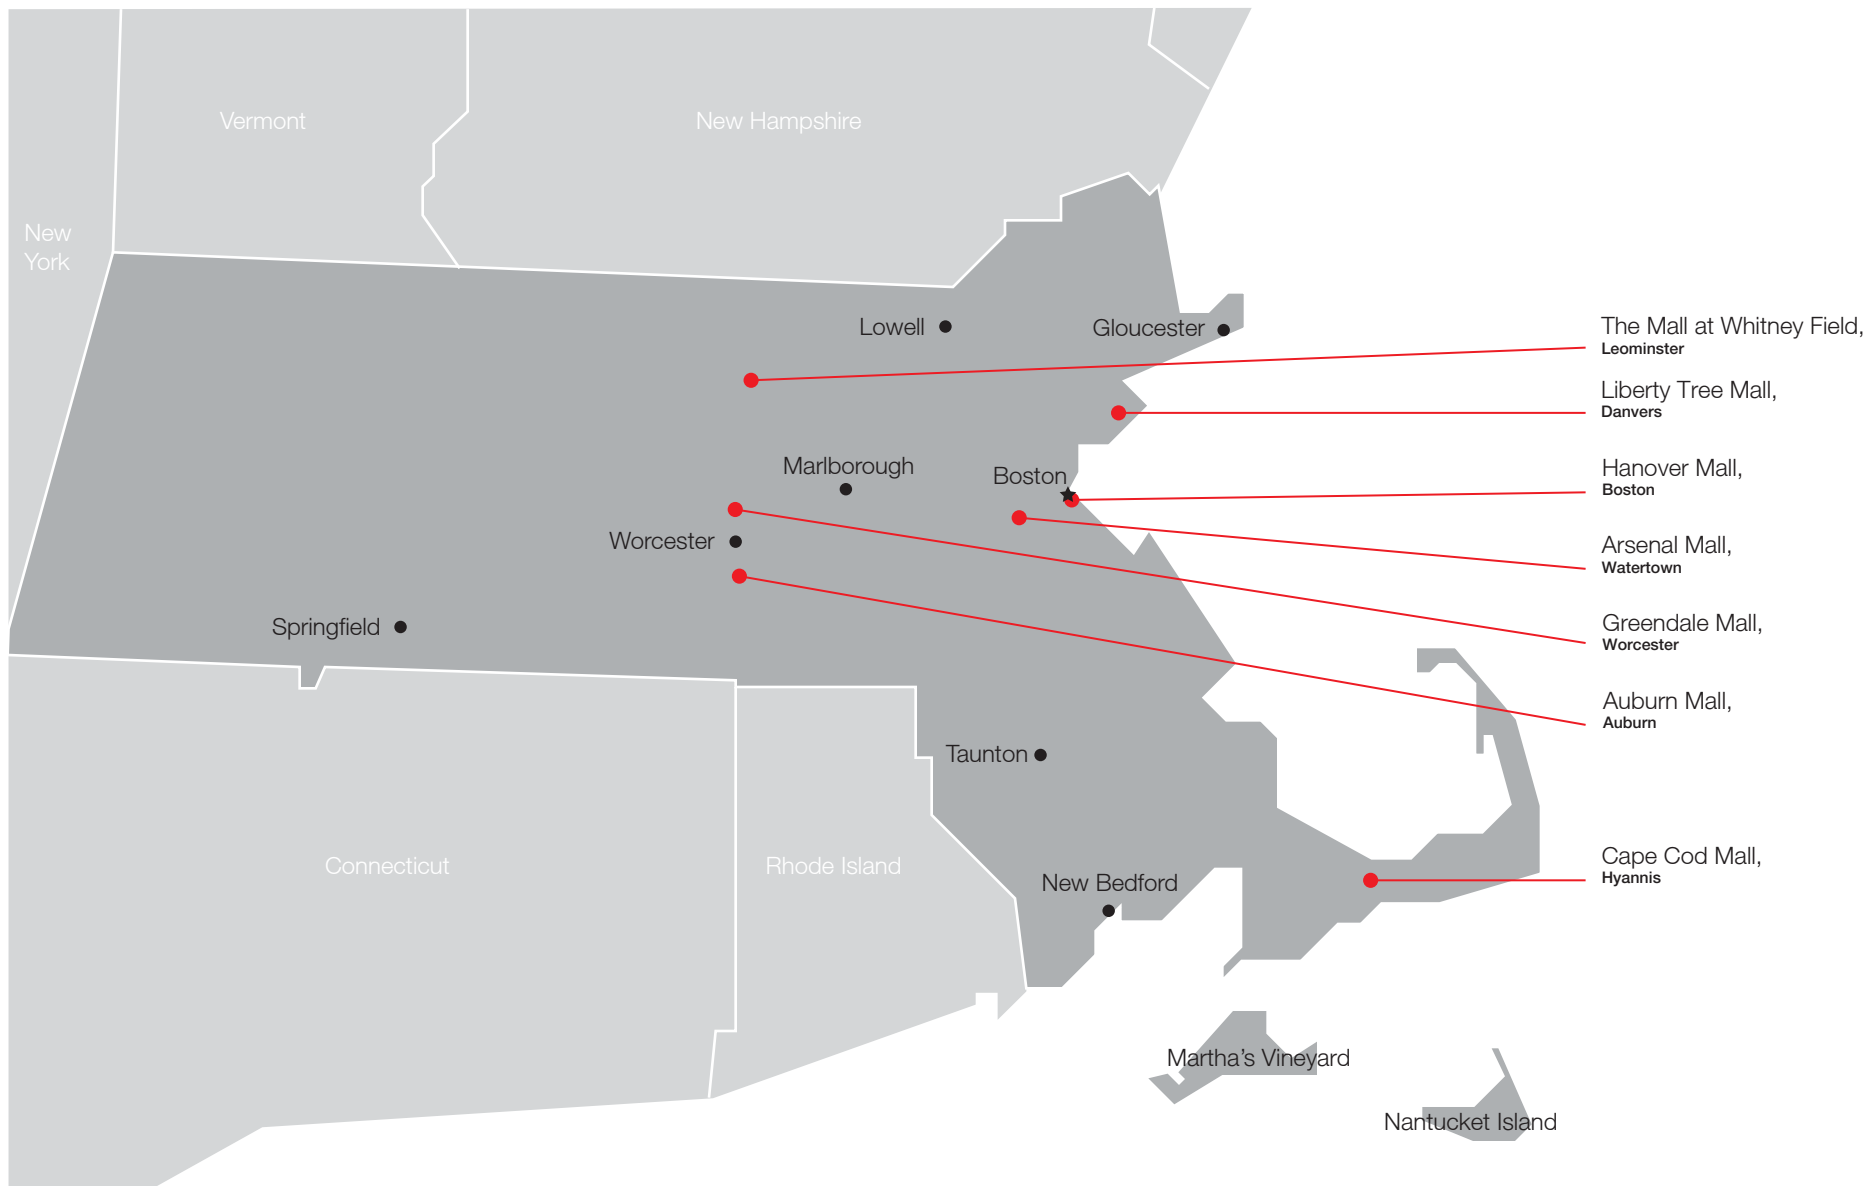 Vermont
New Hampshire
New
York
Lowell
Gloucester
The Mall at Whitney Field,
Leominster
Liberty Tree Mall,
Danvers
Marlborough
Boston
Hanover Mall,
Boston
Worcester
Arsenal Mall,
Watertown
Springfield
Greendale Mall,
Worcester
Auburn Mall,
Auburn
Taunton
Connecticut
Rhode Island
New Bedford
Cape Cod Mall,
Hyannis
Martha’s Vineyard
Nantucket Island